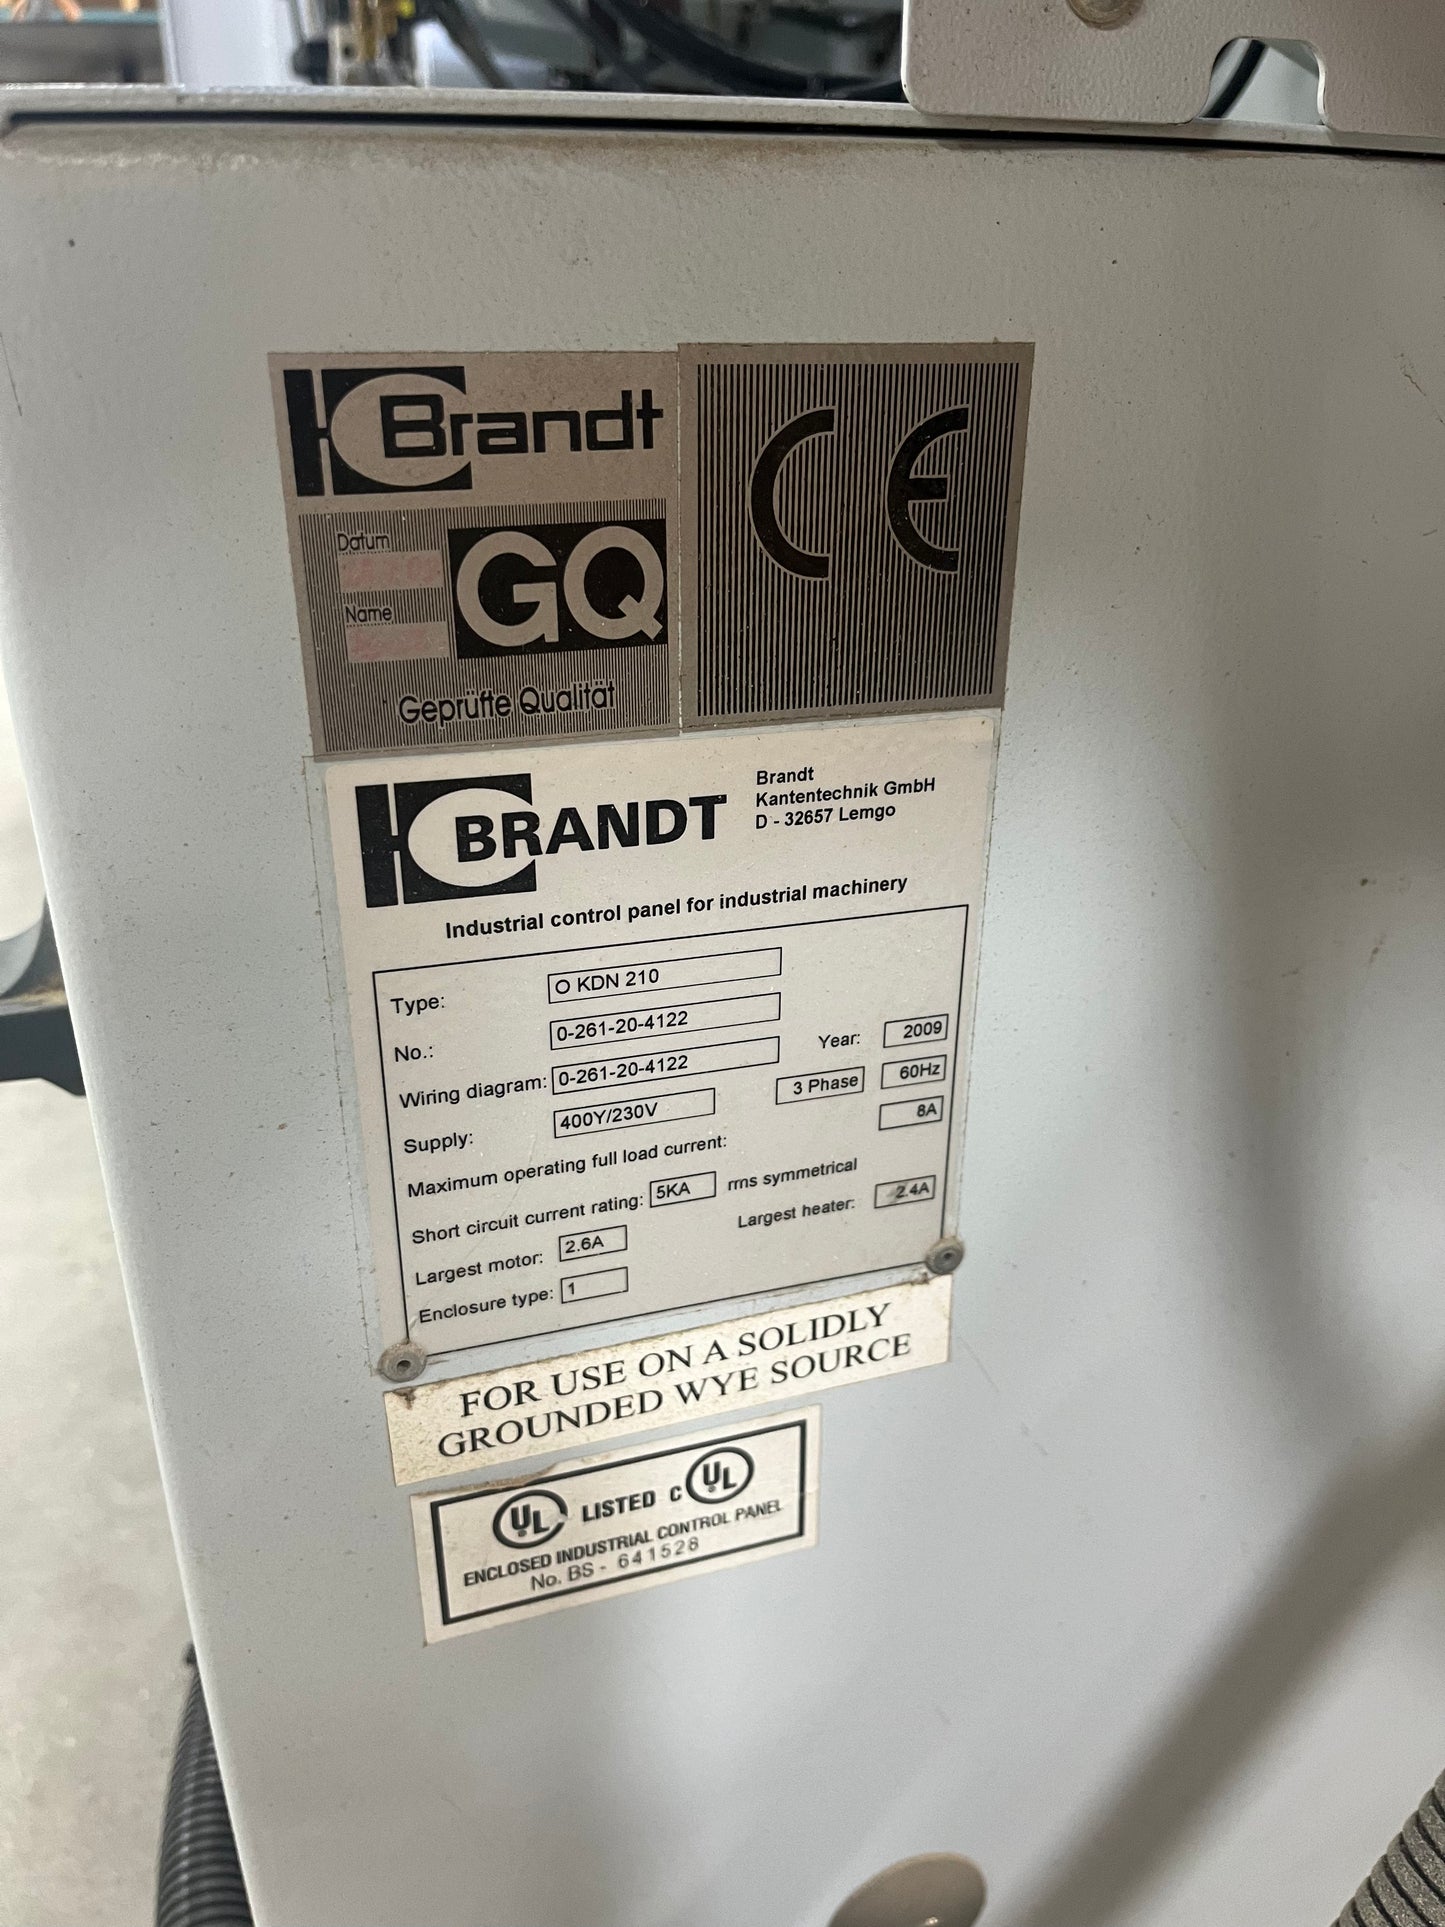 Brandt
CE
Datum
Name
GQ
Geprüfte Qualität
BRANDT
Brandt
Kantentechnik GmbH
D - 32657 Lemgo
Industrial control panel for industrial machinery
Type: O KDN 210
No.: 0-261-20-4122
Year: 2009
Wiring diagram: 0-261-20-4122
Supply: 400Y/230V 3 Phase 60Hz
Maximum operating full load current: 8A
Short circuit current rating: 5KA rms symmetrical
Largest motor: 2.6A Largest heater: 2.4A
Enclosure type: 1
FOR USE ON A SOLIDLY
GROUNDED WYE SOURCE
UL LISTED C UL
ENCLOSED INDUSTRIAL CONTROL PANEL
No. BS - 641528